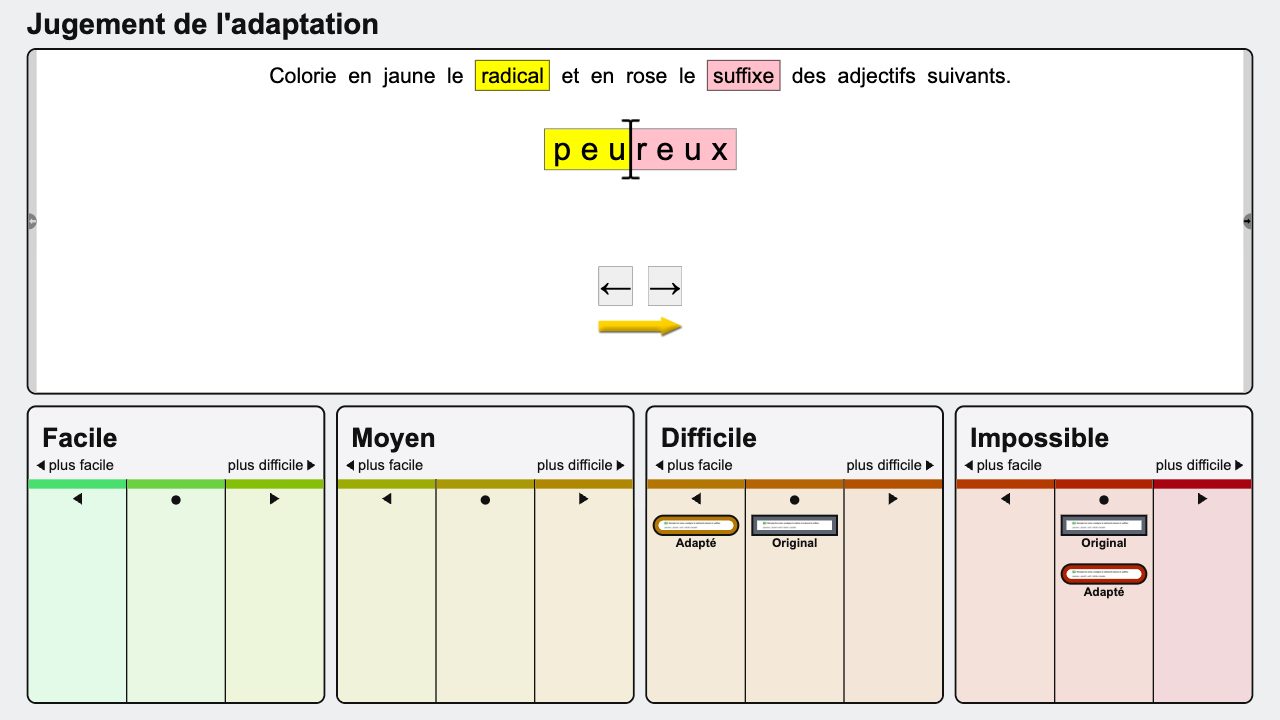 Jugement de l'adaptation
Colorie en jaune le radical et en rose le suffixe des adjectifs suivants.
peureux
← →
Facile
◀ plus facile plus difficile ▶
Moyen
◀ plus facile plus difficile ▶
Difficile
◀ plus facile plus difficile ▶
Adapté
Original
Impossible
◀ plus facile plus difficile ▶
Original
Adapté